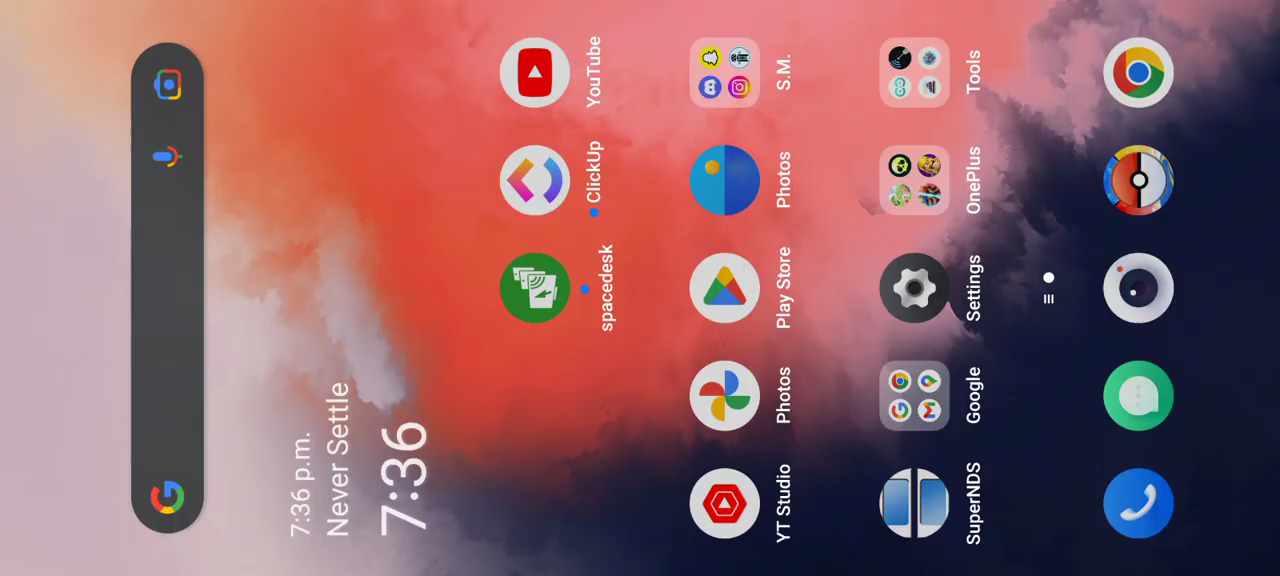 7:36 p.m.
Never Settle
7:36
spacedesk
ClickUp
YouTube
YT Studio
Photos
Play Store
Photos
S.M.
SuperNDS
Google
Settings
OnePlus
Tools